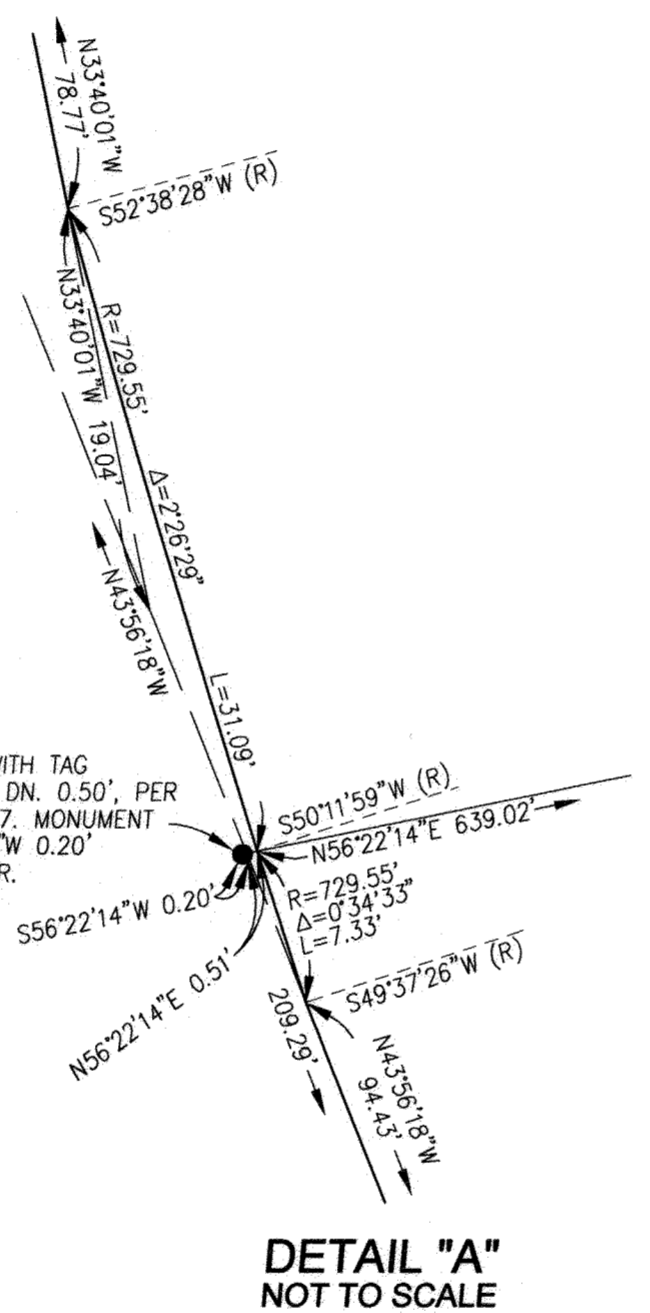 N33°40'01"W
78.77'
S52°38'28"W (R)
N33°40'01"W 19.04'
R=729.55'
Δ=2°26'29"
N43°56'18"W
L=31.09'
WITH TAG
DN. 0.50', PER
7. MONUMENT
"W 0.20'
R.
S50°11'59"W (R)
N56°22'14"E 639.02'
S56°22'14"W 0.20'
R=729.55'
Δ=0°34'33"
L=7.33'
N56°22'14"E 0.51'
S49°37'26"W (R)
209.29'
N43°56'18"W
94.43'
DETAIL "A"
NOT TO SCALE